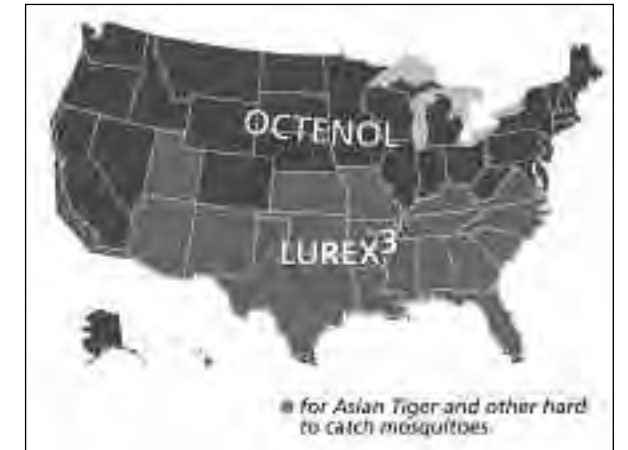 OCTENOL
LUREX³
for Asian Tiger and other hard
to catch mosquitoes.